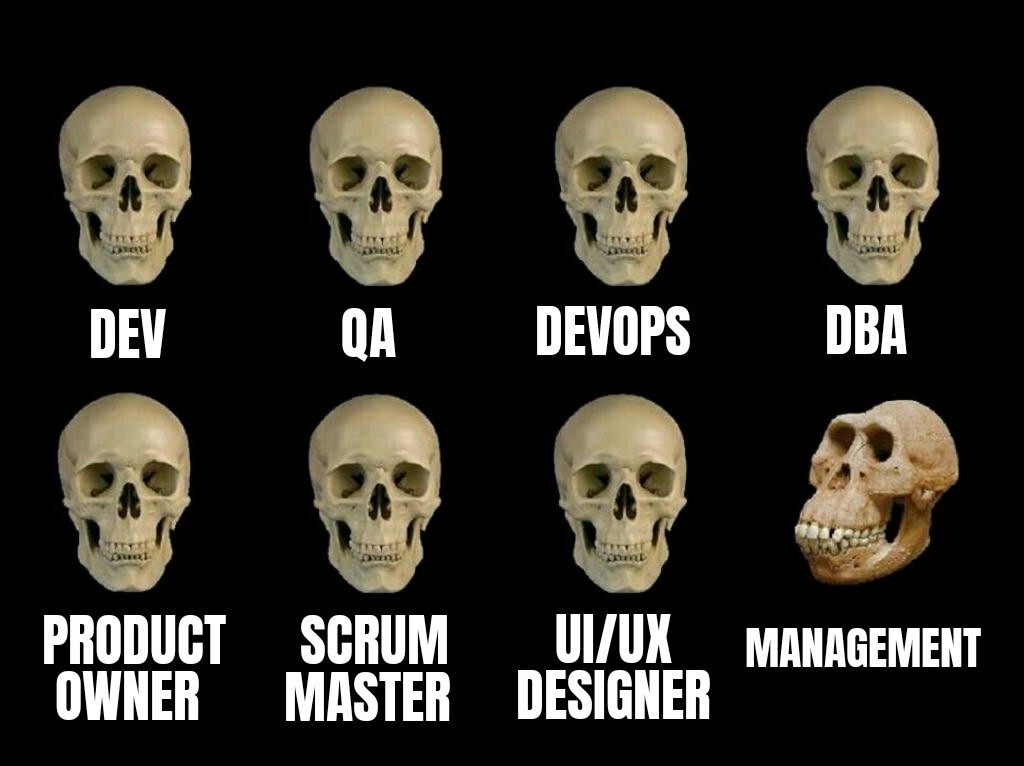 DEV
QA
DEVOPS
DBA
PRODUCT
OWNER
SCRUM
MASTER
UI/UX
DESIGNER
MANAGEMENT